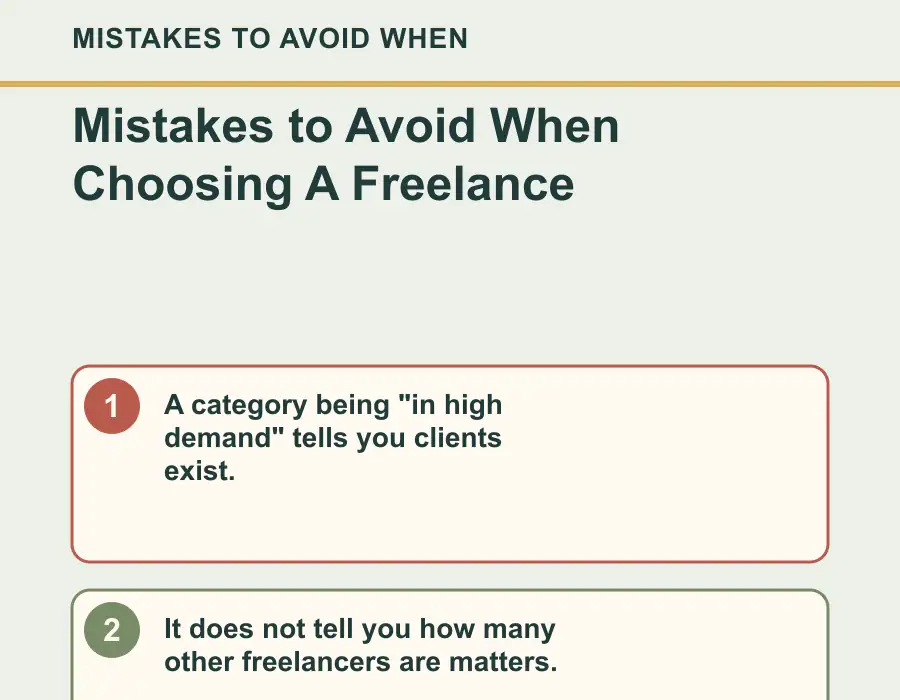 MISTAKES TO AVOID WHEN
Mistakes to Avoid When
Choosing A Freelance
1
A category being "in high
demand" tells you clients
exist.
2
It does not tell you how many
other freelancers are matters.